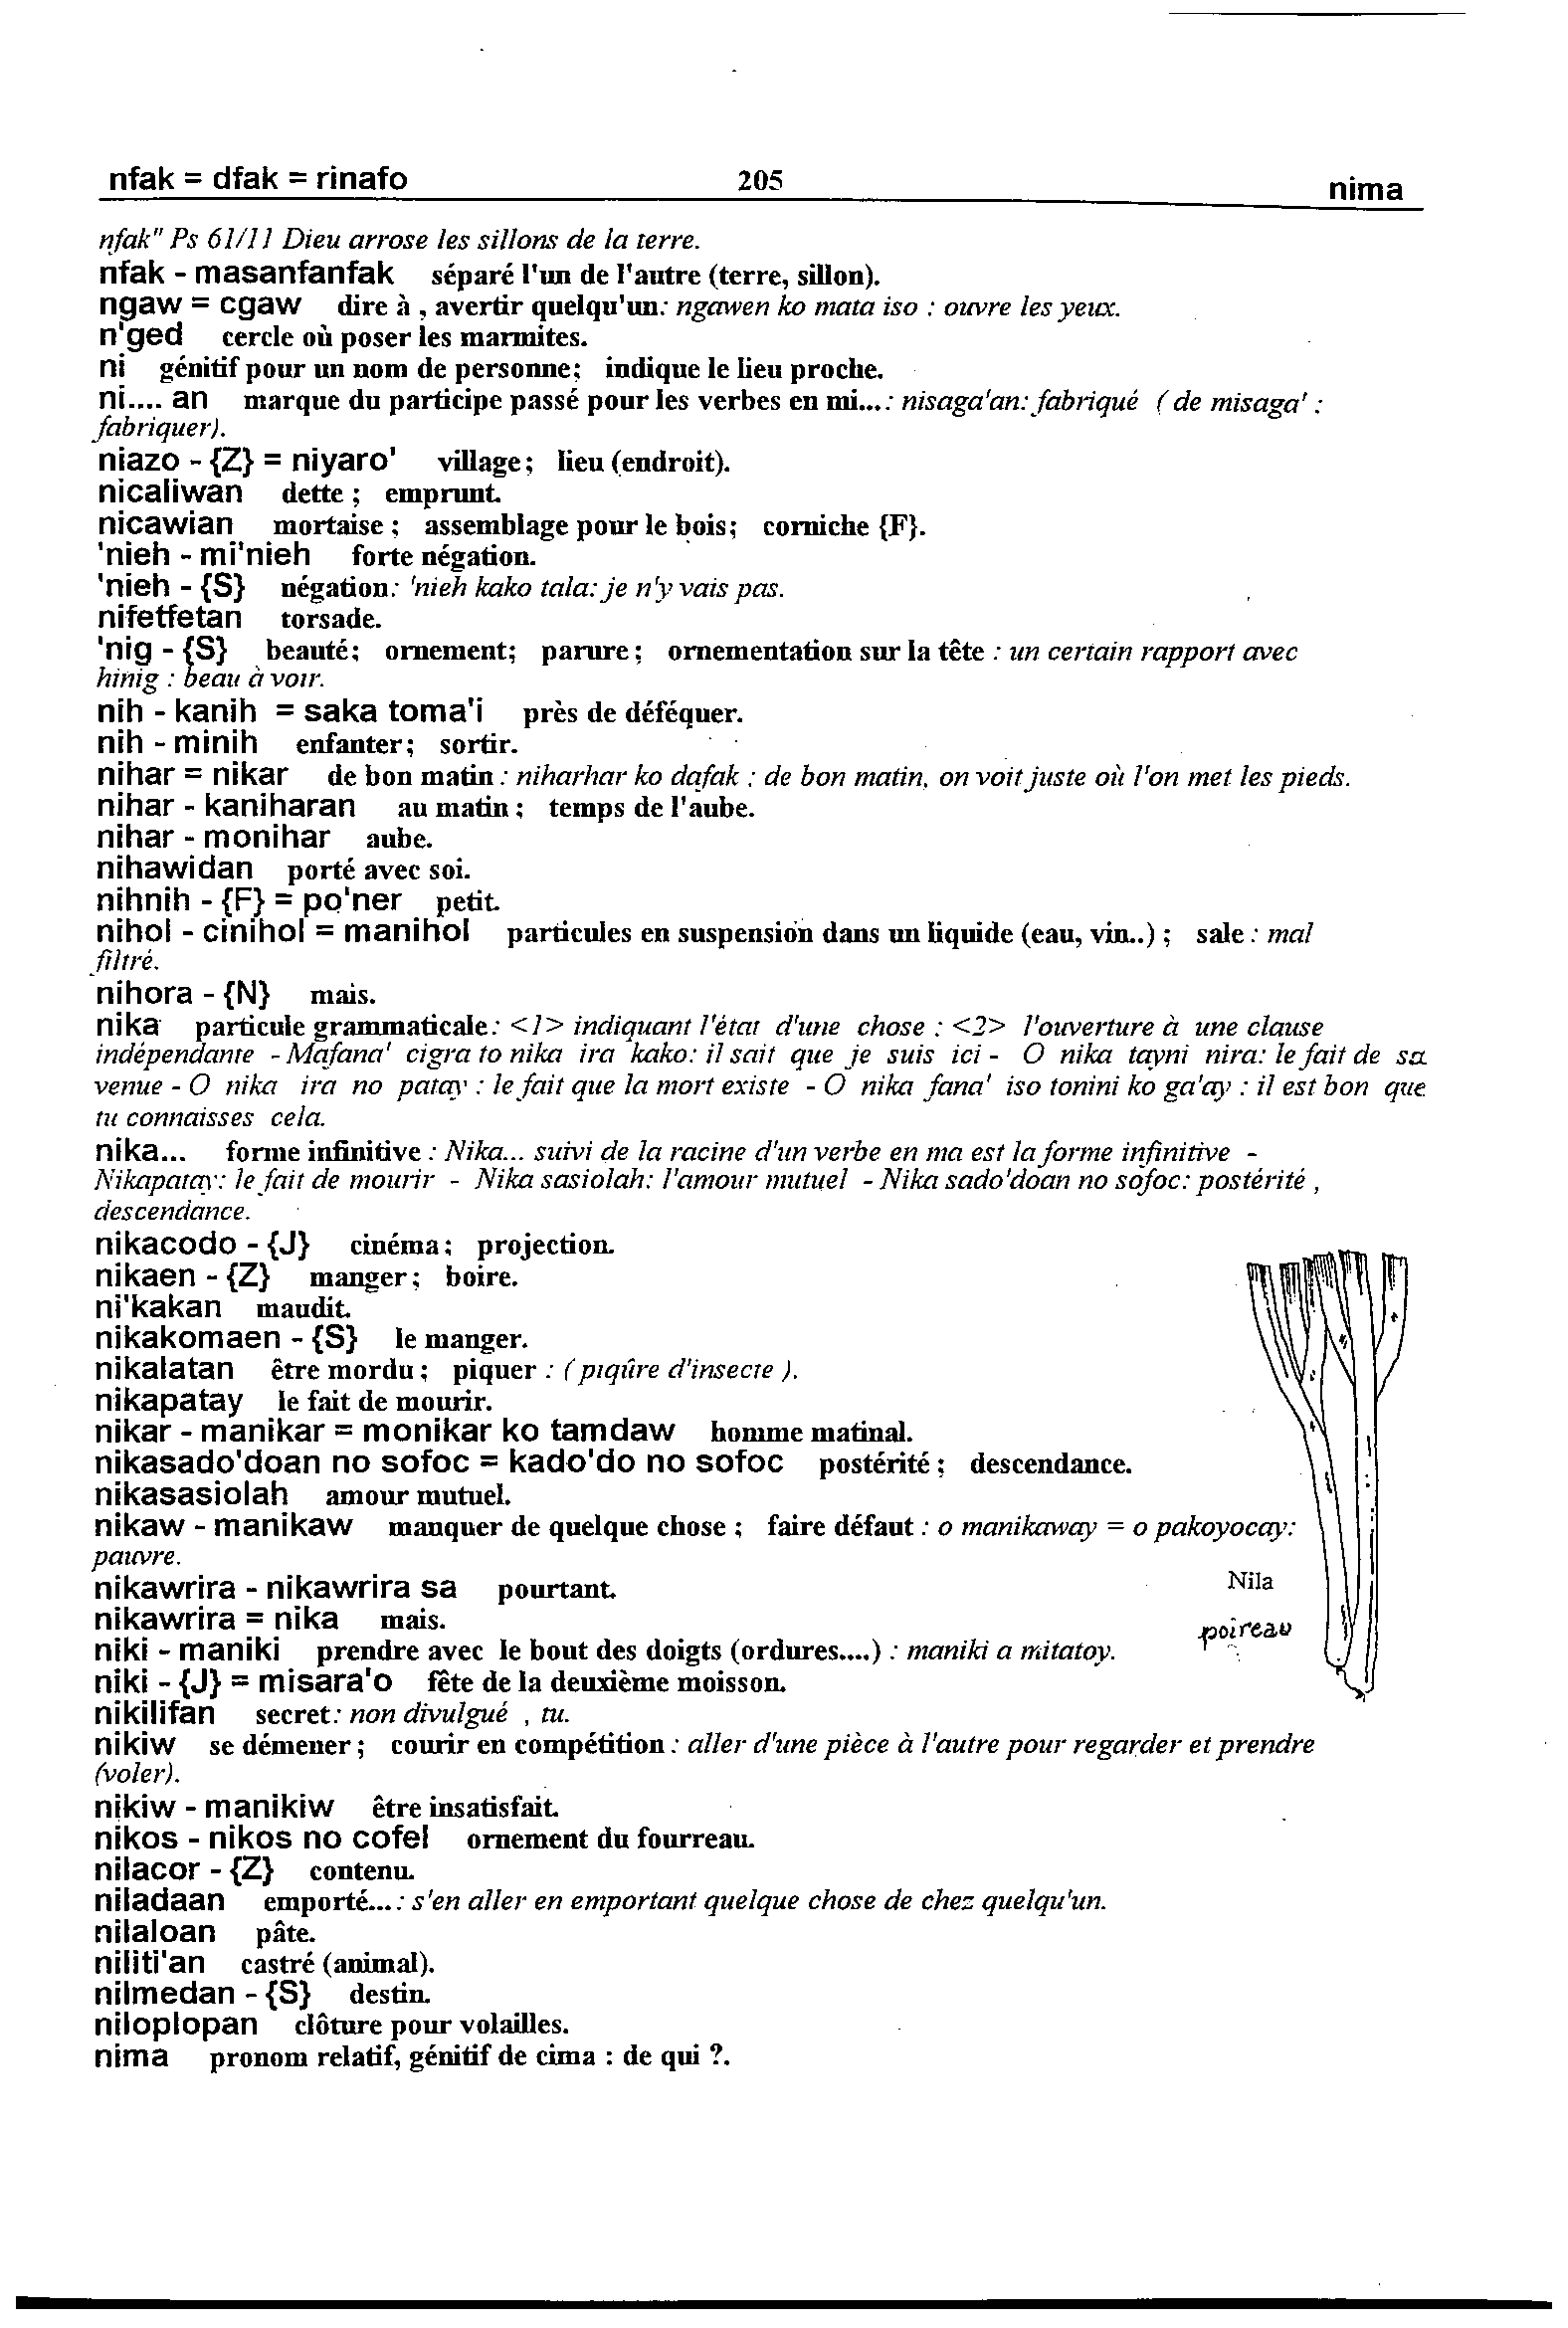 nfak = dfak = rinafo 205 nima
nfak" Ps 61/11 Dieu arrose les sillons de la terre.
nfak - masanfanfak séparé l'un de l'autre (terre, sillon).
ngaw = cgaw dire à , avertir quelqu'un: ngawen ko mata iso : ouvre les yeux.
n'ged cercle où poser les marmites.
ni génitif pour un nom de personne; indique le lieu proche.
ni.... an marque du participe passé pour les verbes en mi...: nisaga'an: fabriqué ( de misaga' :
fabriquer).
niazo - {Z} = niyaro' village; lieu (endroit).
nicaliwan dette ; emprunt.
nicawian mortaise ; assemblage pour le bois; corniche {F}.
'nieh - mi'nieh forte négation.
'nieh - {S} négation: 'nieh kako tala: je n'y vais pas.
nifetfetan torsade.
'nig - {S} beauté; ornement; parure ; ornementation sur la tête : un certain rapport avec
hinig : beau à voir.
nih - kanih = saka toma'i près de déféquer.
nih - minih enfanter; sortir.
nihar = nikar de bon matin : niharhar ko dafak : de bon matin, on voit juste où l'on met les pieds.
nihar - kaniharan au matin ; temps de l'aube.
nihar - monihar aube.
nihawidan porté avec soi.
nihnih - {F} = po'ner petit.
nihol - cinihol = manihol particules en suspension dans un liquide (eau, vin..) ; sale : mal
filtré.
nihora - {N} mais.
nika particule grammaticale: <1> indiquant l'état d'une chose : <2> l'ouverture à une clause
indépendante - Mafana' cigra to nika ira kako: il sait que je suis ici - O nika tayni nira: le fait de sa
venue - O nika ira no patay : le fait que la mort existe - O nika fana' iso tonini ko ga'ay : il est bon que
tu connaisses cela.
nika... forme infinitive : Nika... suivi de la racine d'un verbe en ma est la forme infinitive -
Nikapatay: le fait de mourir - Nika sasiolah: l'amour mutuel - Nika sado'doan no sofoc: postérité ,
descendance.
nikacodo - {J} cinéma; projection.
nikaen - {Z} manger ; boire.
ni'kakan maudit.
nikakomaen - {S} le manger.
nikalatan être mordu ; piquer : ( piqûre d'insecte ).
nikapatay le fait de mourir.
nikar - manikar = monikar ko tamdaw homme matinal.
nikasado'doan no sofoc = kado'do no sofoc postérité ; descendance.
nikasasiolah amour mutuel.
nikaw - manikaw manquer de quelque chose ; faire défaut : o manikaway = o pakoyocay:
pauvre.
nikawrira - nikawrira sa pourtant.
Nila
nikawrira = nika mais.
poireau
niki - maniki prendre avec le bout des doigts (ordures....) : maniki a mitatoy.
niki - {J} = misara'o fête de la deuxième moisson.
nikilifan secret: non divulgué , tu.
nikiw se démener ; courir en compétition : aller d'une pièce à l'autre pour regarder et prendre
(voler).
nikiw - manikiw être insatisfait.
nikos - nikos no cofel ornement du fourreau.
nilacor - {Z} contenu.
niladaan emporté...: s'en aller en emportant quelque chose de chez quelqu'un.
nilaloan pâte.
niliti'an castré (animal).
nilmedan - {S} destin.
niloplopan clôture pour volailles.
nima pronom relatif, génitif de cima : de qui ?.